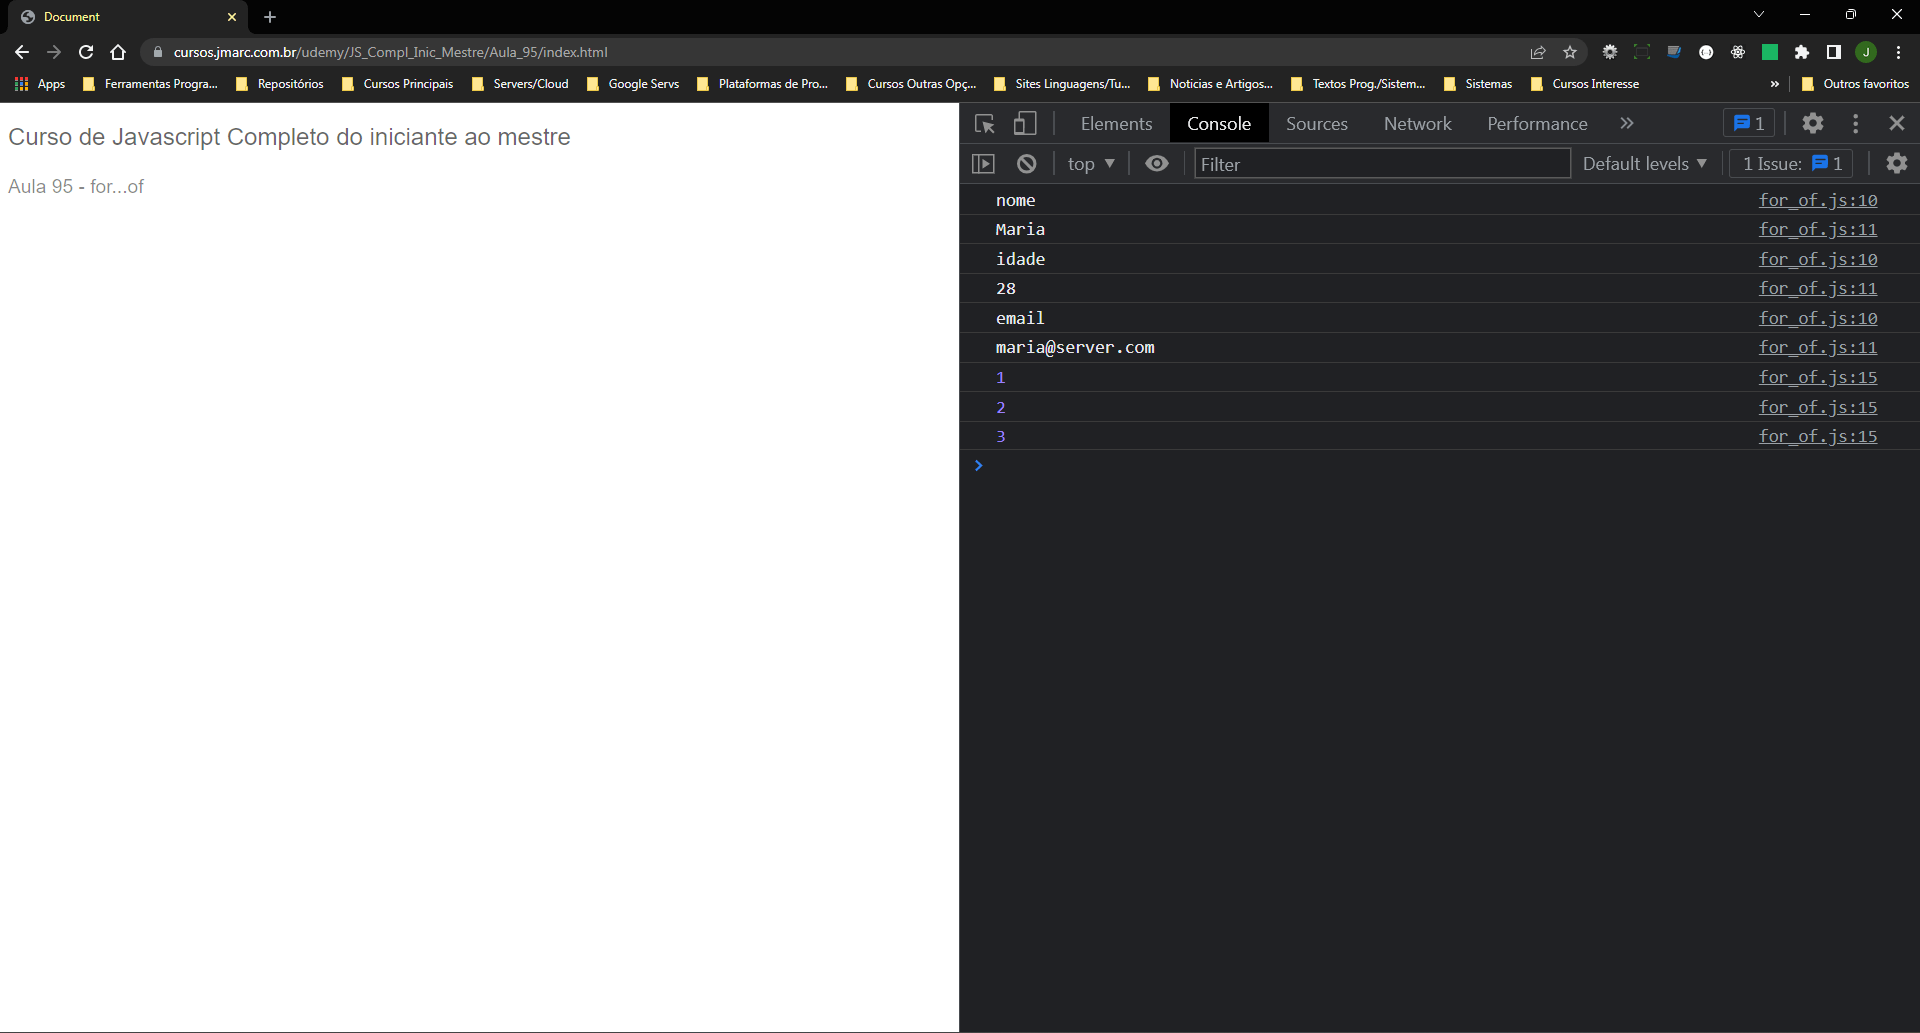 Document
cursos.jmarc.com.br/udemy/JS_Compl_Inic_Mestre/Aula_95/index.html
J
Apps Ferramentas Progra... Repositórios Cursos Principais Servers/Cloud Google Servs Plataformas de Pro... Cursos Outras Opç... Sites Linguagens/Tu... Noticias e Artigos... Textos Prog./Sistem... Sistemas Cursos Interesse » Outros favoritos
Curso de Javascript Completo do iniciante ao mestre
Aula 95 - for...of
Elements Console Sources Network Performance » 1
top Filter Default levels 1 Issue: 1
nome for_of.js:10
Maria for_of.js:11
idade for_of.js:10
28 for_of.js:11
email for_of.js:10
maria@server.com for_of.js:11
1 for_of.js:15
2 for_of.js:15
3 for_of.js:15